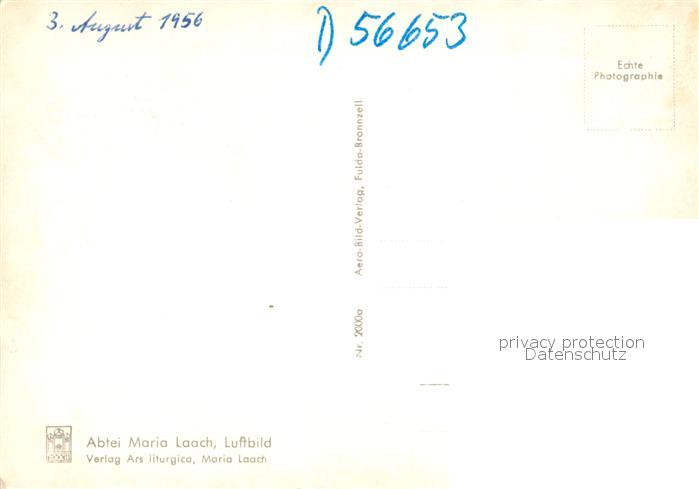 3. August 1956
D 56653
Echte
Photographie
Nr. 2000a Aero-Bild-Verlag, Fulda-Bronnzell
privacy protection
Datenschutz
Abtei Maria Laach, Luftbild
Verlag Ars liturgica, Maria Laach